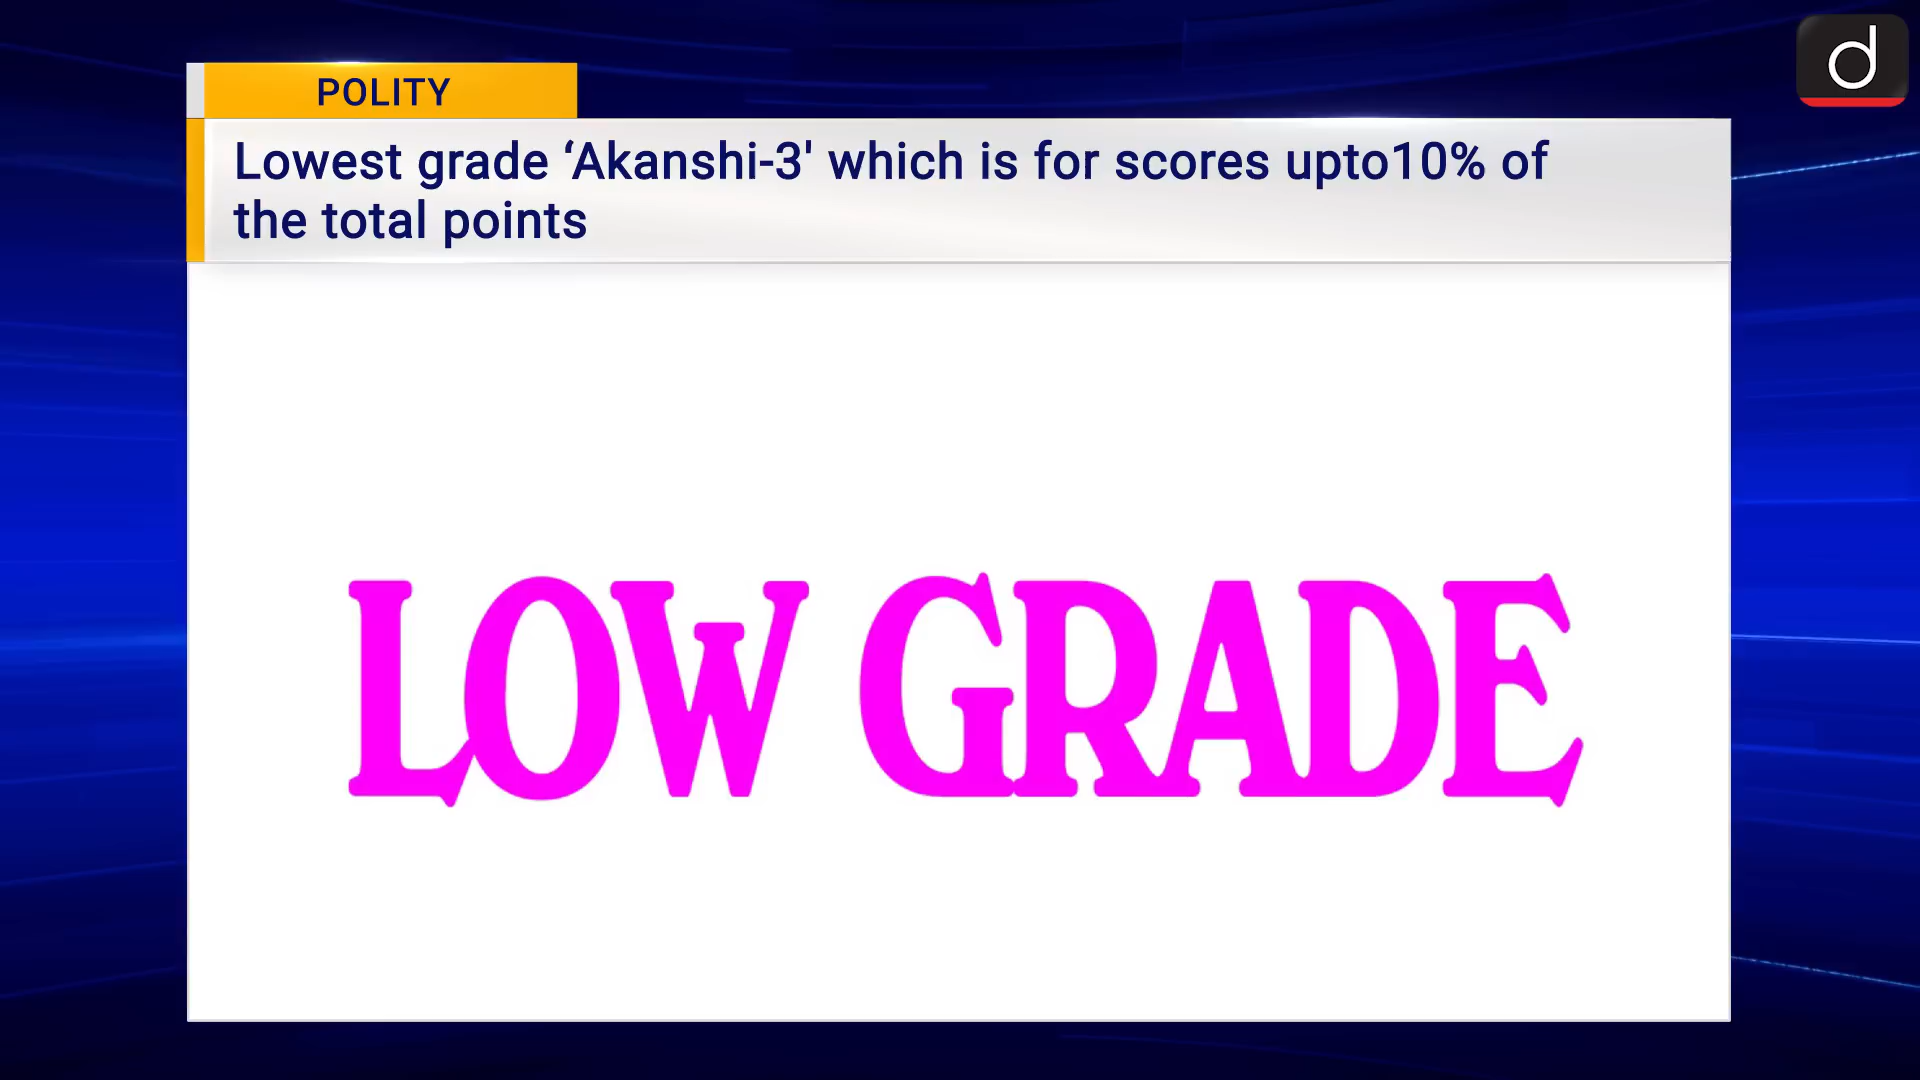 POLITY
Lowest grade ‘Akanshi-3' which is for scores upto10% of
the total points
LOW GRADE
d